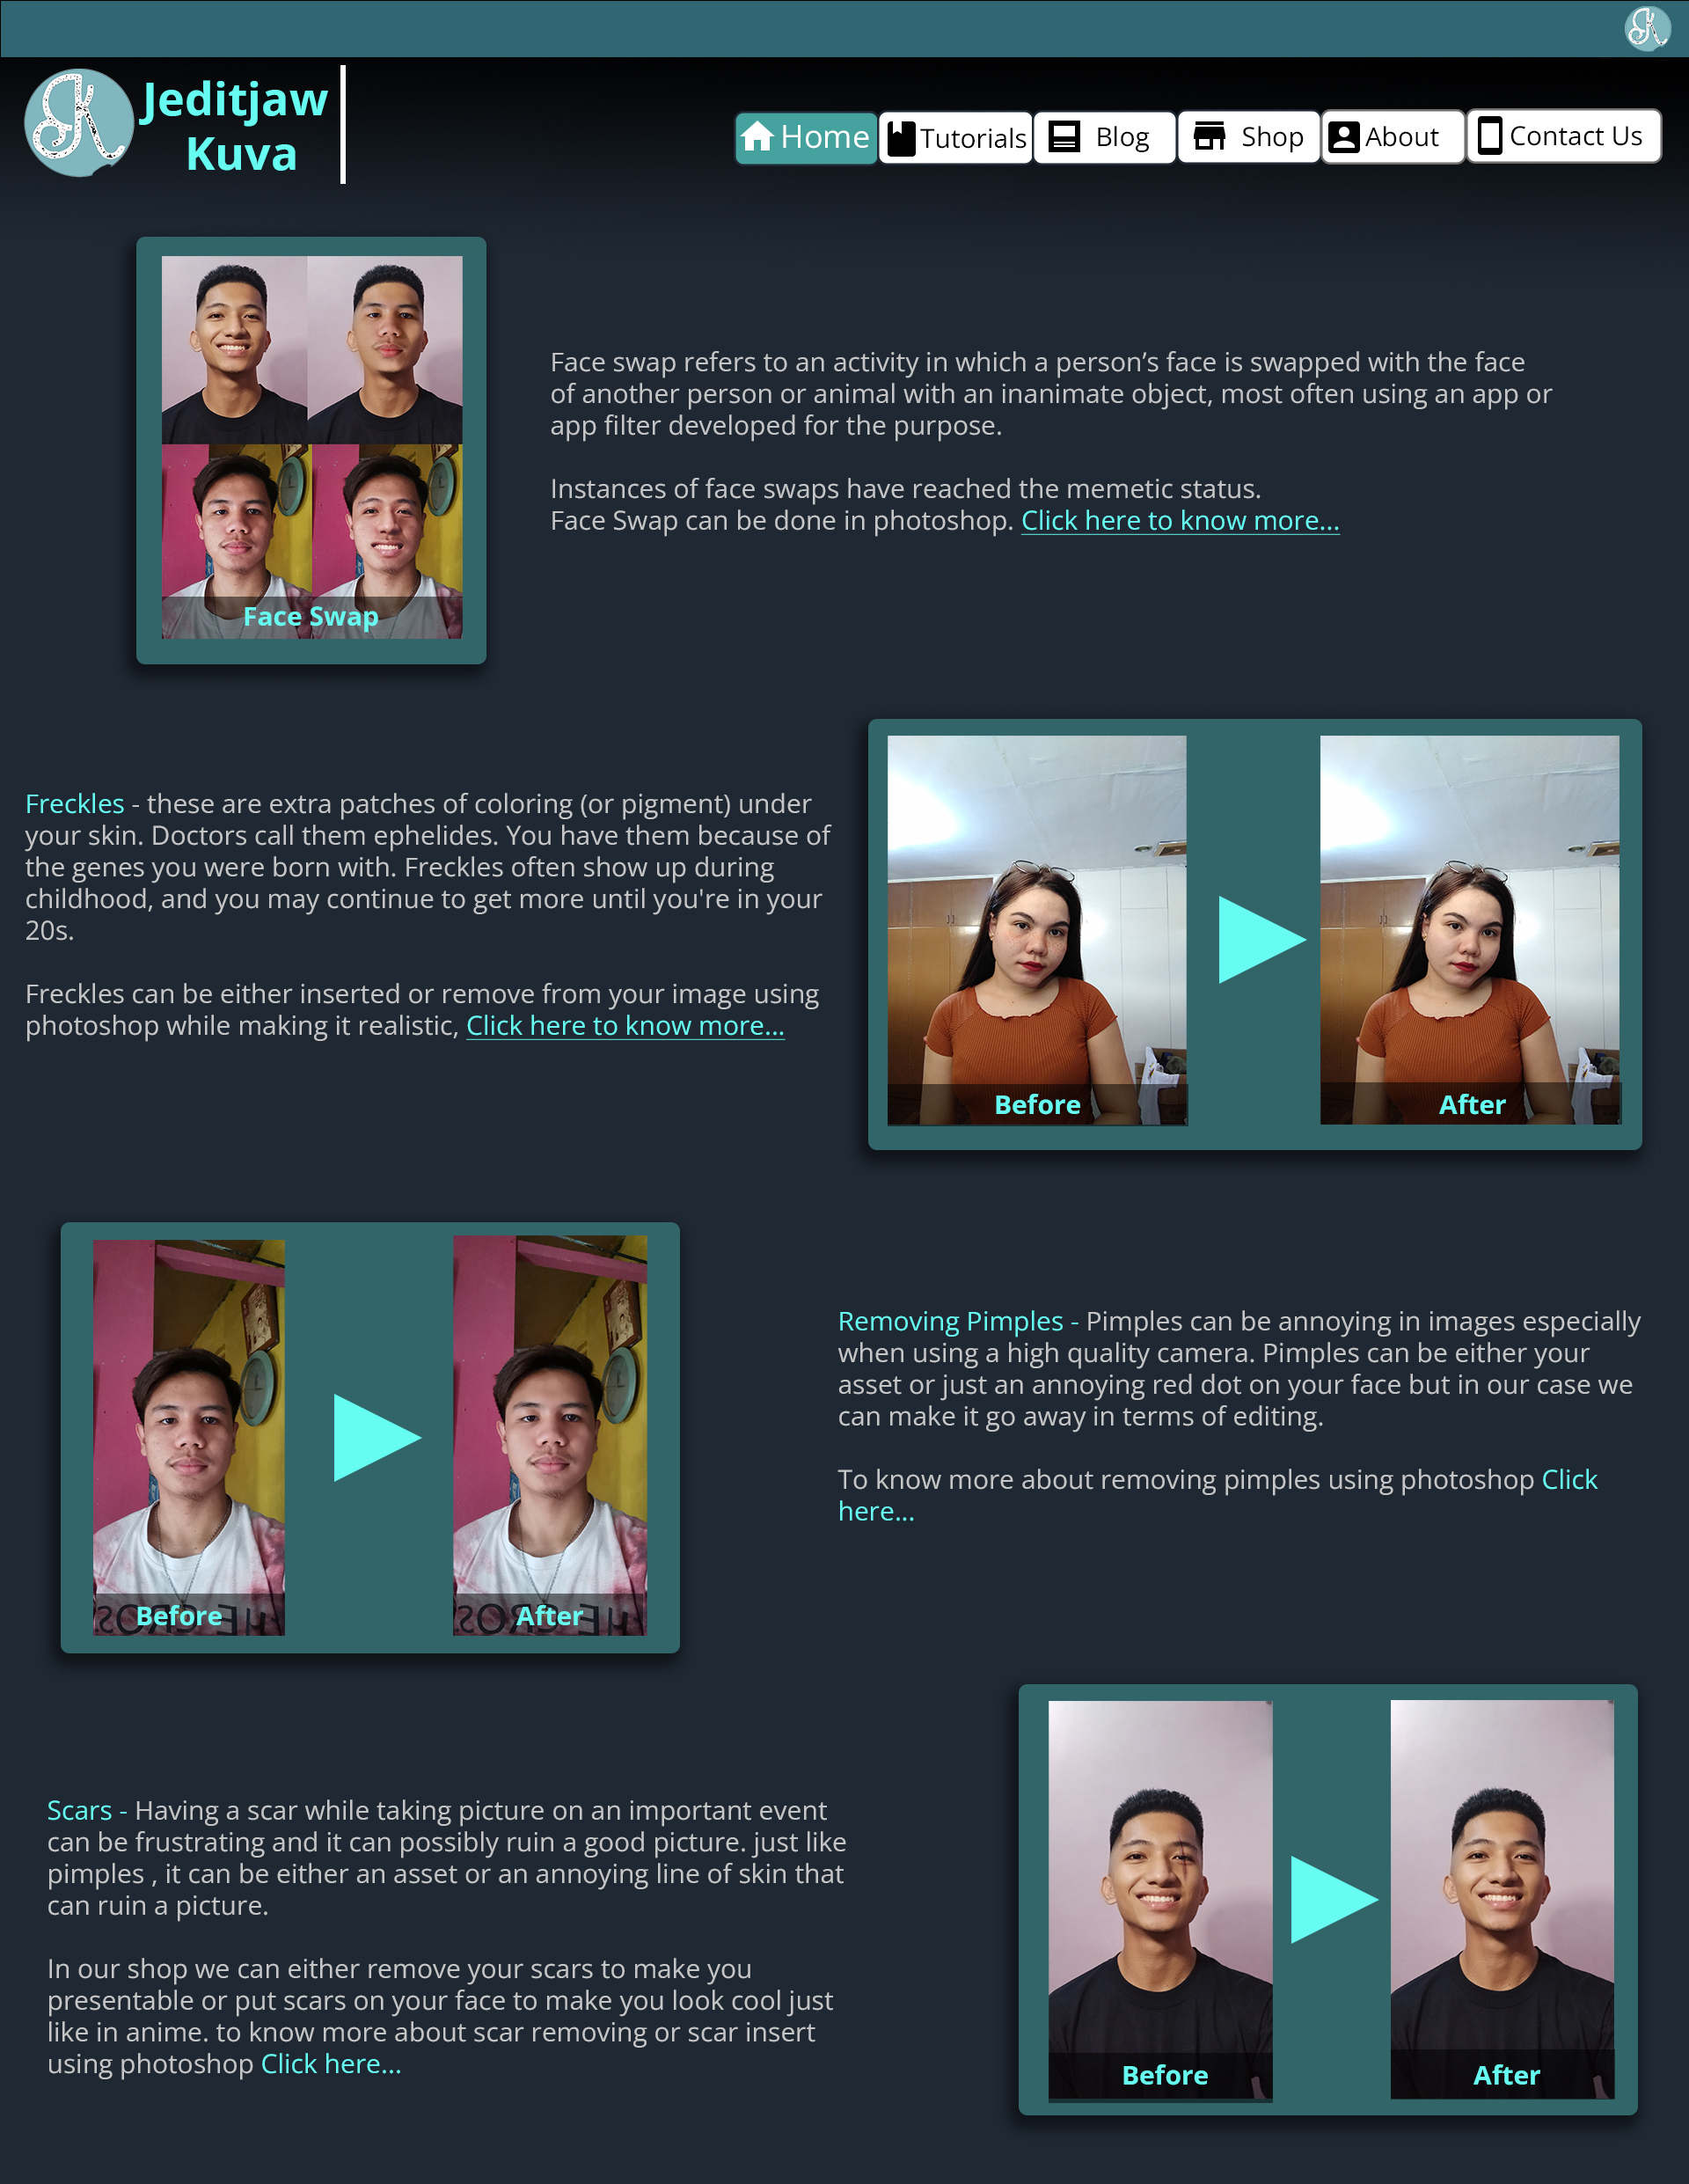 Jeditjaw
Kuva
Home
Tutorials
Blog
Shop
About
Contact Us
Face swap refers to an activity in which a person’s face is swapped with the face
of another person or animal with an inanimate object, most often using an app or
app filter developed for the purpose.
Instances of face swaps have reached the memetic status.
Face Swap can be done in photoshop. Click here to know more...
Face Swap
Freckles - these are extra patches of coloring (or pigment) under
your skin. Doctors call them ephelides. You have them because of
the genes you were born with. Freckles often show up during
childhood, and you may continue to get more until you're in your
20s.
Freckles can be either inserted or remove from your image using
photoshop while making it realistic, Click here to know more...
Before
After
Removing Pimples - Pimples can be annoying in images especially
when using a high quality camera. Pimples can be either your
asset or just an annoying red dot on your face but in our case we
can make it go away in terms of editing.
To know more about removing pimples using photoshop Click
here...
Before
After
Scars - Having a scar while taking picture on an important event
can be frustrating and it can possibly ruin a good picture. just like
pimples , it can be either an asset or an annoying line of skin that
can ruin a picture.
In our shop we can either remove your scars to make you
presentable or put scars on your face to make you look cool just
like in anime. to know more about scar removing or scar insert
using photoshop Click here...
Before
After